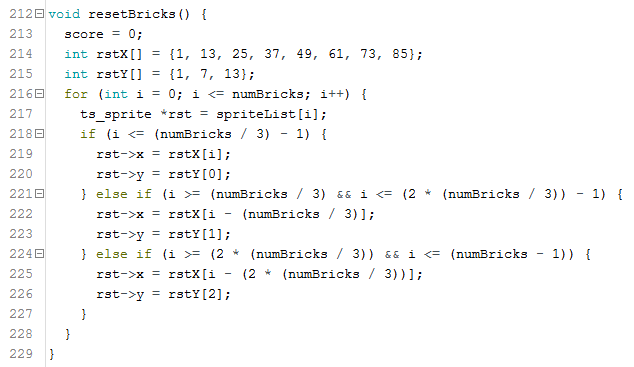 212 void resetBricks() {
213   score = 0;
214   int rstX[] = {1, 13, 25, 37, 49, 61, 73, 85};
215   int rstY[] = {1, 7, 13};
216   for (int i = 0; i <= numBricks; i++) {
217     ts_sprite *rst = spriteList[i];
218     if (i <= (numBricks / 3) - 1) {
219       rst->x = rstX[i];
220       rst->y = rstY[0];
221     } else if (i >= (numBricks / 3) && i <= (2 * (numBricks / 3)) - 1) {
222       rst->x = rstX[i - (numBricks / 3)];
223       rst->y = rstY[1];
224     } else if (i >= (2 * (numBricks / 3)) && i <= (numBricks - 1)) {
225       rst->x = rstX[i - (2 * (numBricks / 3))];
226       rst->y = rstY[2];
227     }
228   }
229 }